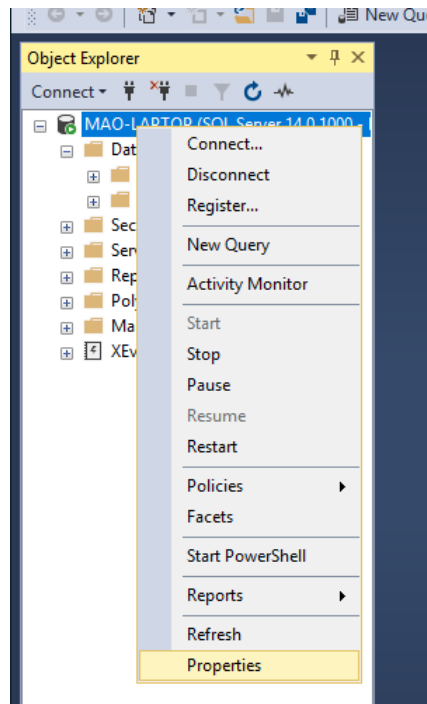 New Qu
Object Explorer
Connect
MAO-LAPTOP (SQL Server 14.0.1000 -
Dat
Connect...
Disconnect
Register...
Sec
New Query
Ser
Rep
Activity Monitor
Pol
Ma
Start
XEv
Stop
Pause
Resume
Restart
Policies
Facets
Start PowerShell
Reports
Refresh
Properties